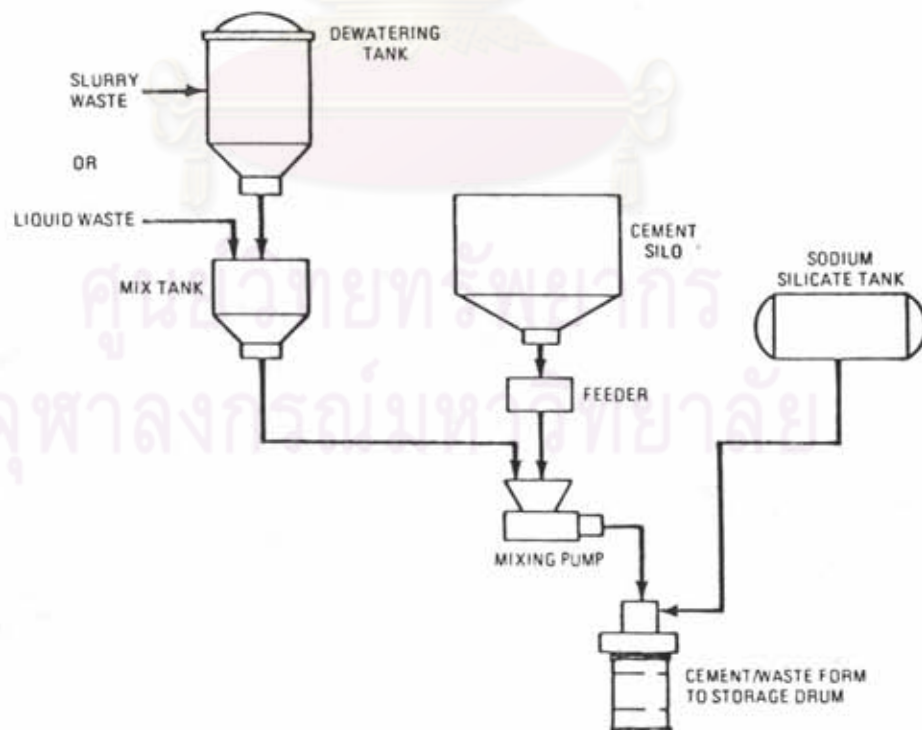 DEWATERING
TANK
SLURRY
WASTE
OR
LIQUID WASTE
MIX TANK
CEMENT
SILO
SODIUM
SILICATE TANK
FEEDER
MIXING PUMP
CEMENT/WASTE FORM
TO STORAGE DRUM
ศูนย์วิทยทรัพยากร
จุฬาลงกรณ์มหาวิทยาลัย